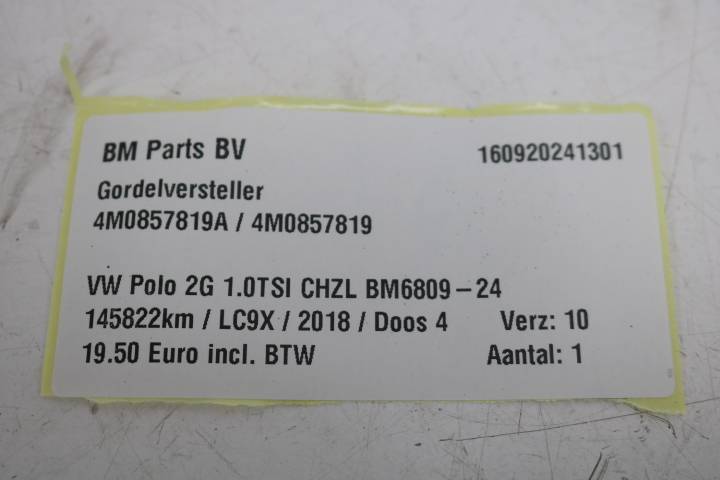 BM Parts BV 160920241301
Gordelversteller
4M0857819A / 4M0857819
VW Polo 2G 1.0TSI CHZL BM6809-24
145822km / LC9X / 2018 / Doos 4 Verz: 10
19.50 Euro incl. BTW Aantal: 1